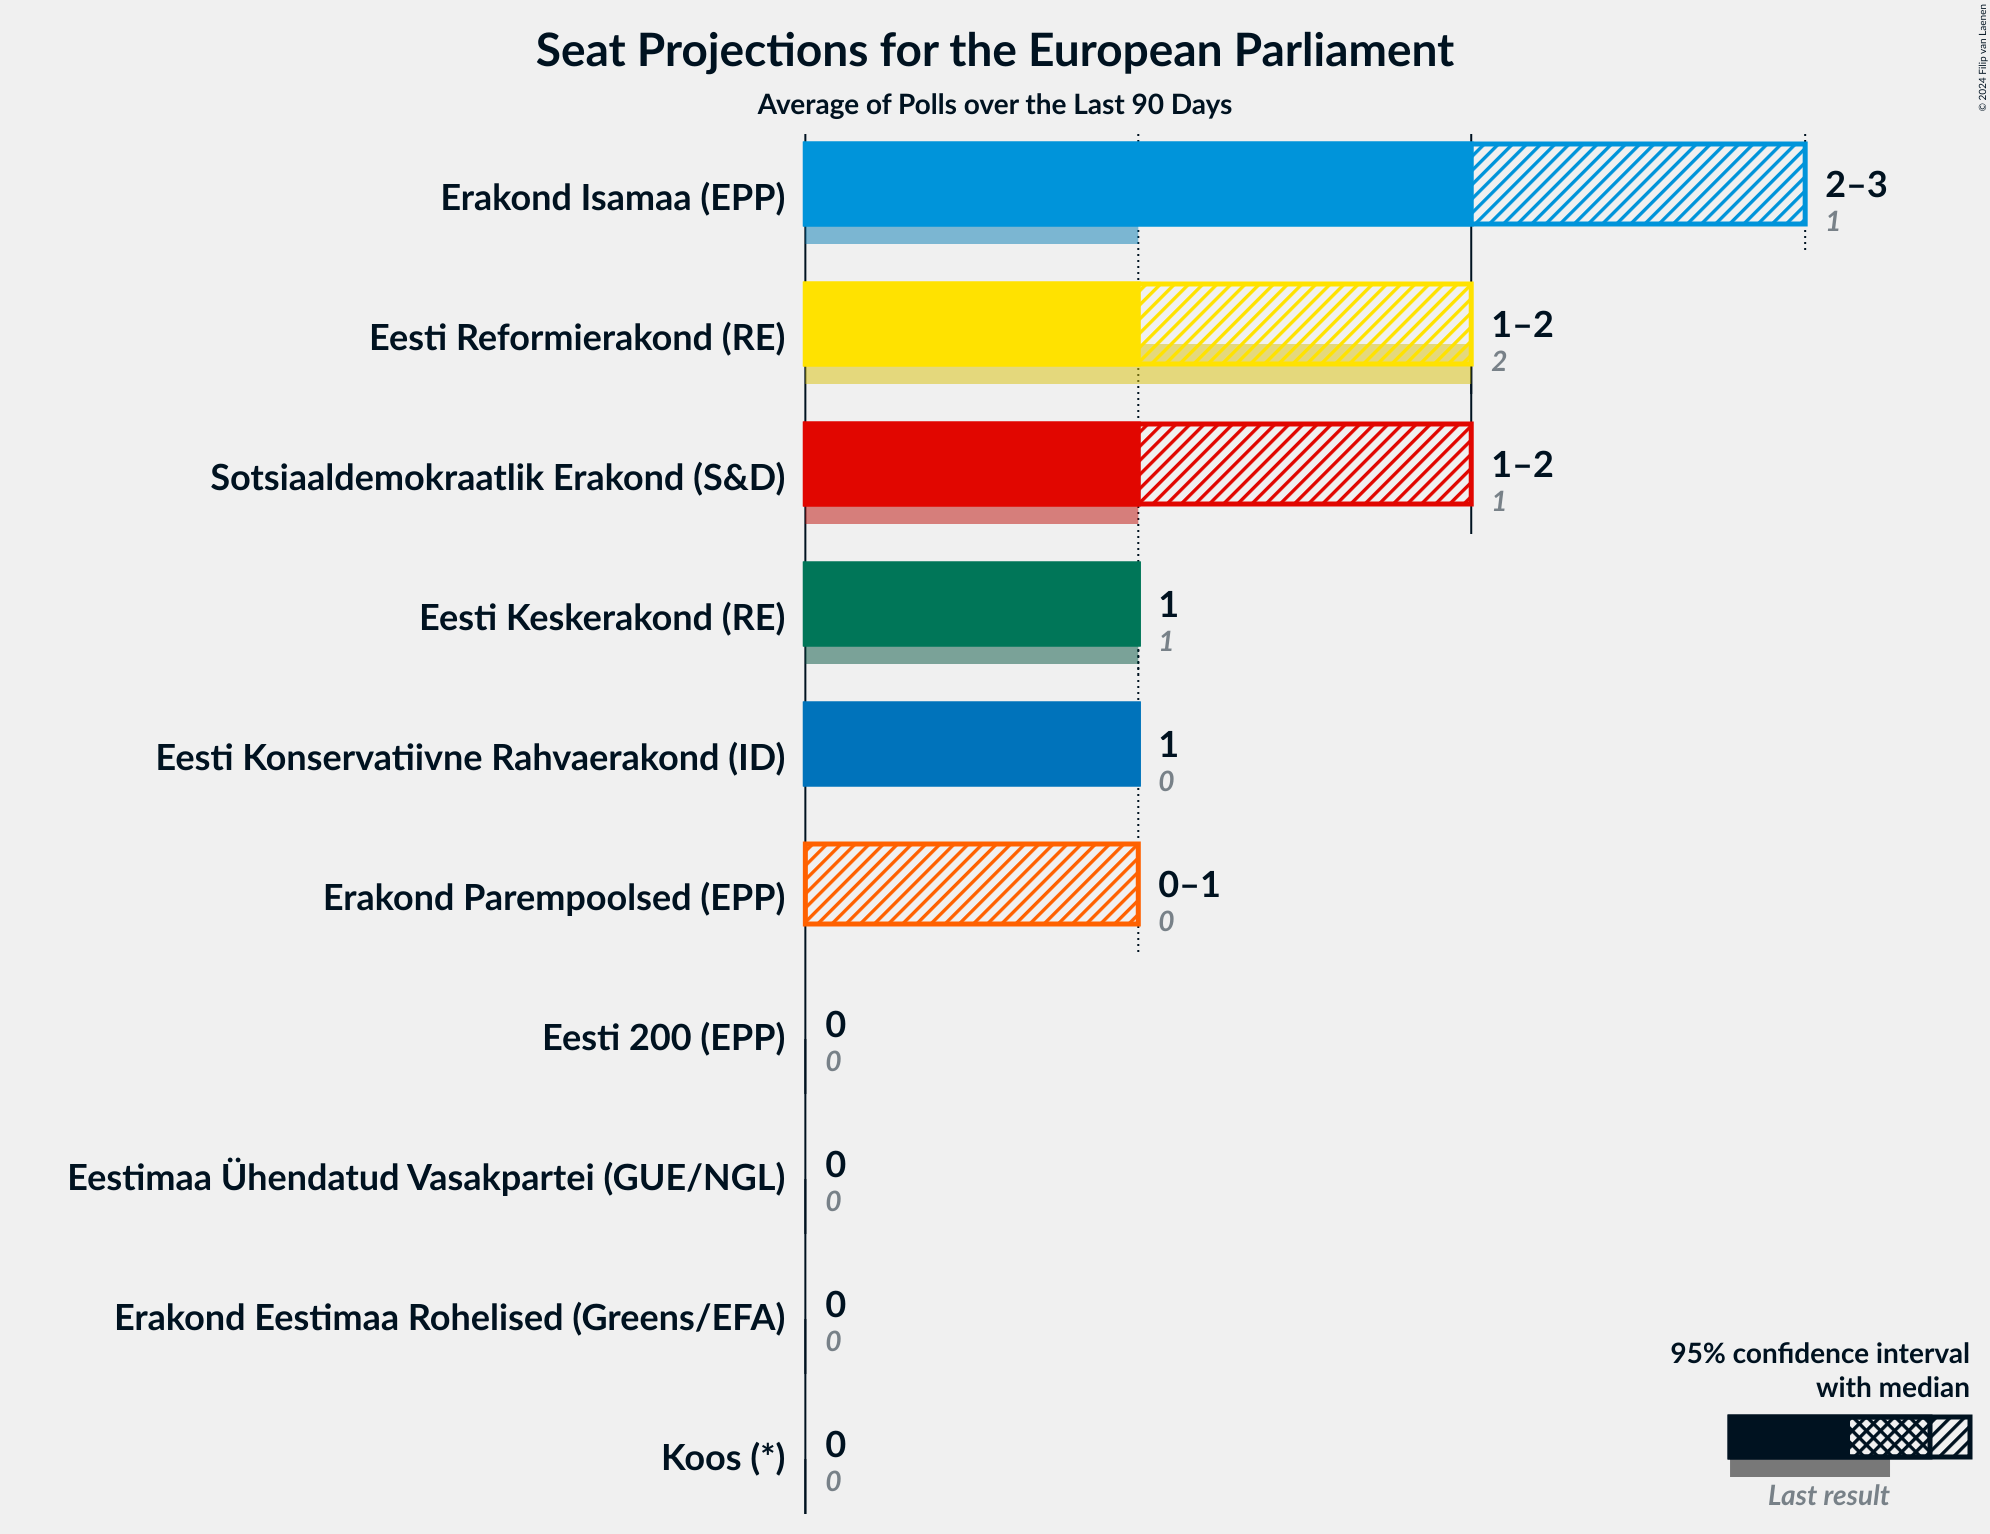 Seat Projections for the European Parliament
Average of Polls over the Last 90 Days
© 2024 Filip van Laenen
Erakond Isamaa (EPP)
2–3
1
Eesti Reformierakond (RE)
1–2
2
Sotsiaaldemokraatlik Erakond (S&D)
1–2
1
Eesti Keskerakond (RE)
1
1
Eesti Konservatiivne Rahvaerakond (ID)
1
0
Erakond Parempoolsed (EPP)
0–1
0
Eesti 200 (EPP)
0
0
Eestimaa Ühendatud Vasakpartei (GUE/NGL)
0
0
Erakond Eestimaa Rohelised (Greens/EFA)
0
0
Koos (*)
0
0
95% confidence interval
with median
Last result